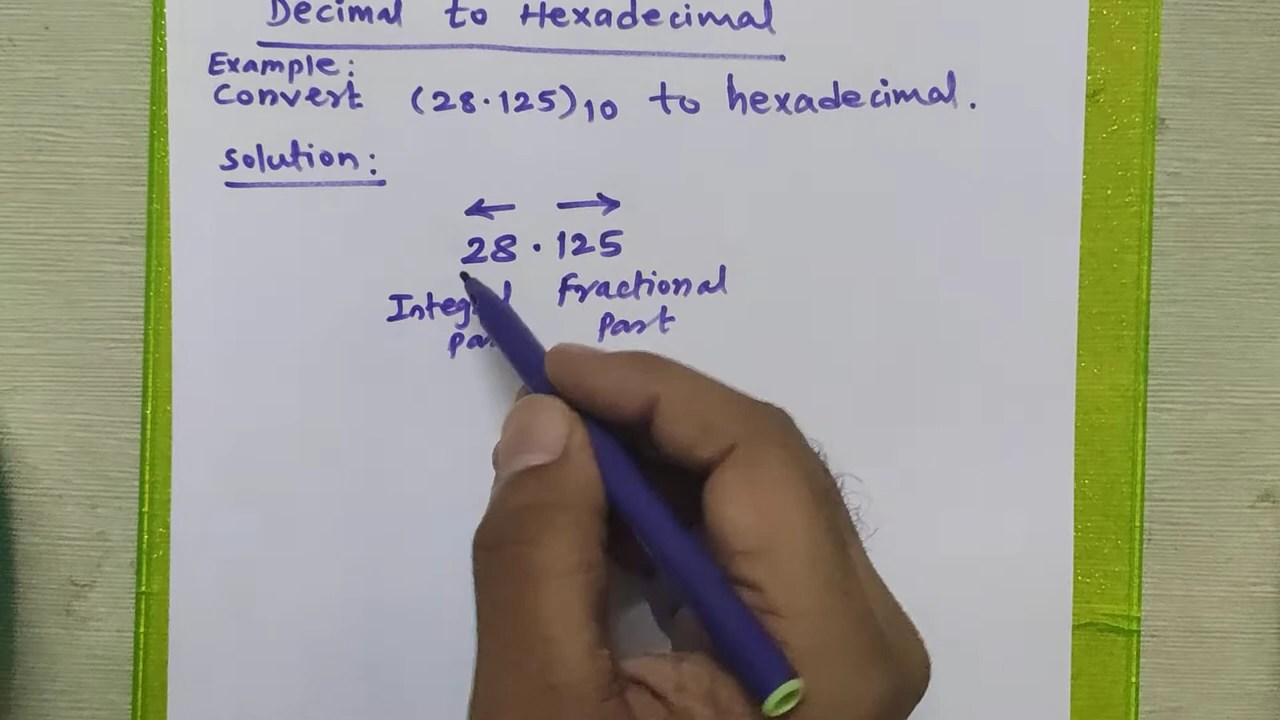 Decimal to Hexadecimal
Example:
Convert (28.125)10 to hexadecimal.
Solution:
← →
28.125
Fractional
part